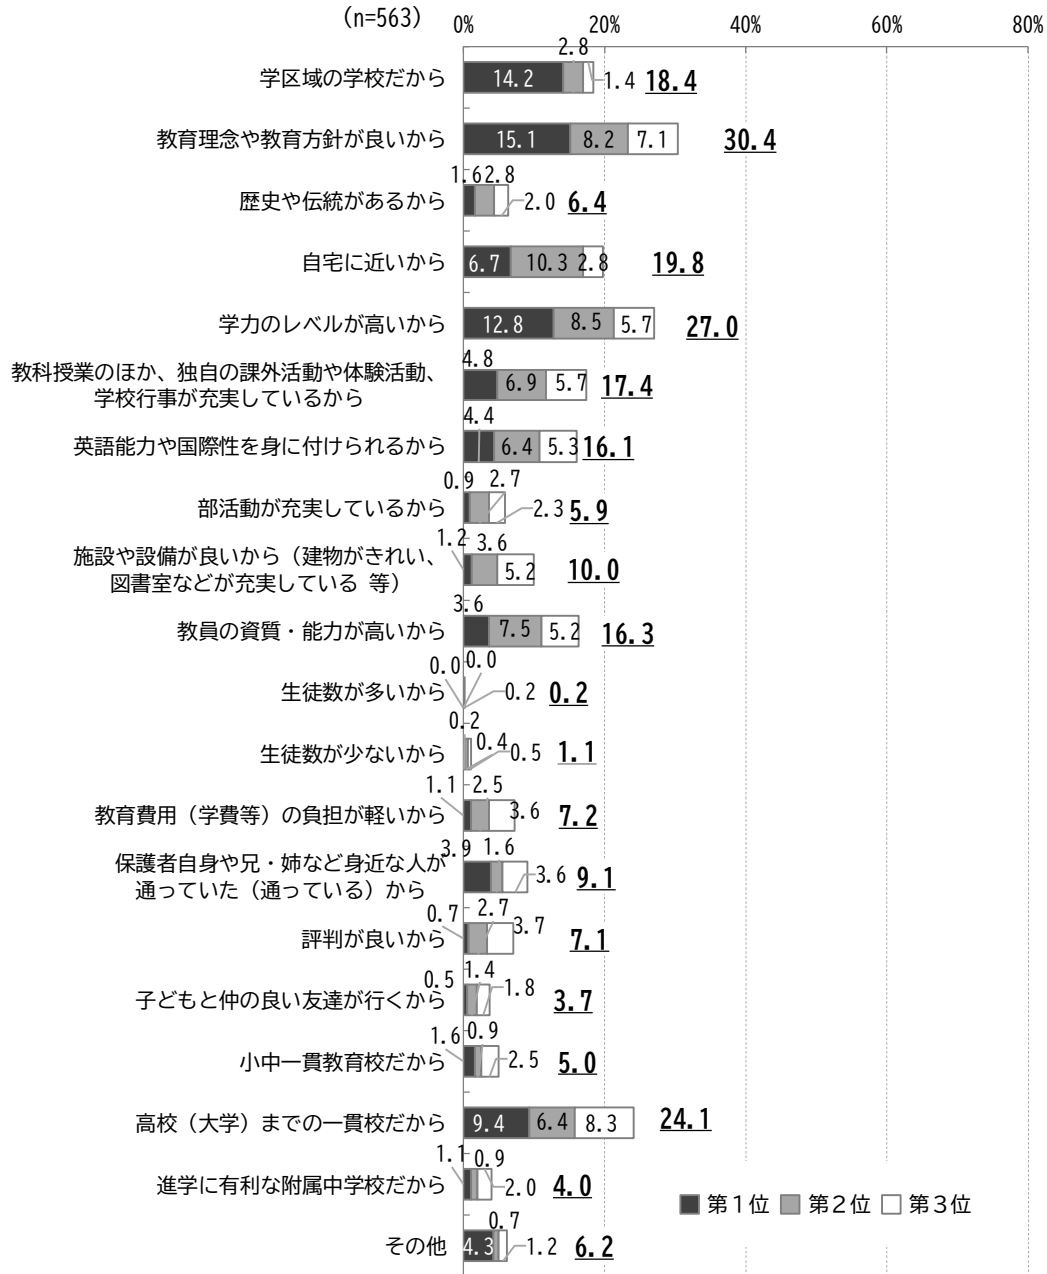 (n=563)
0% 20% 40% 60% 80%
2.8
学区域の学校だから 14.2 1.4 18.4
教育理念や教育方針が良いから 15.1 8.2 7.1 30.4
1.6 2.8
歴史や伝統があるから 2.0 6.4
自宅に近いから 6.7 10.3 2.8 19.8
学力のレベルが高いから 12.8 8.5 5.7 27.0
4.8
教科授業のほか、独自の課外活動や体験活動、
学校行事が充実しているから 6.9 5.7 17.4
4.4
英語能力や国際性を身に付けられるから 6.4 5.3 16.1
0.9 2.7
部活動が充実しているから 2.3 5.9
1.2 3.6
施設や設備が良いから（建物がきれい、
図書室などが充実している 等） 5.2 10.0
3.6
教員の資質・能力が高いから 7.5 5.2 16.3
0.0 0.0
生徒数が多いから 0.2 0.2
0.2
生徒数が少ないから 0.4 0.5 1.1
1.1 2.5
教育費用（学費等）の負担が軽いから 3.6 7.2
3.9 1.6
保護者自身や兄・姉など身近な人が
通っていた（通っている）から 3.6 9.1
0.7 2.7
評判が良いから 3.7 7.1
0.5 1.4
子どもと仲の良い友達が行くから 1.8 3.7
1.6 0.9
小中一貫教育校だから 2.5 5.0
高校（大学）までの一貫校だから 9.4 6.4 8.3 24.1
1.1 0.9
進学に有利な附属中学校だから 2.0 4.0
第1位 第2位 第3位
0.7
その他 4.3 1.2 6.2